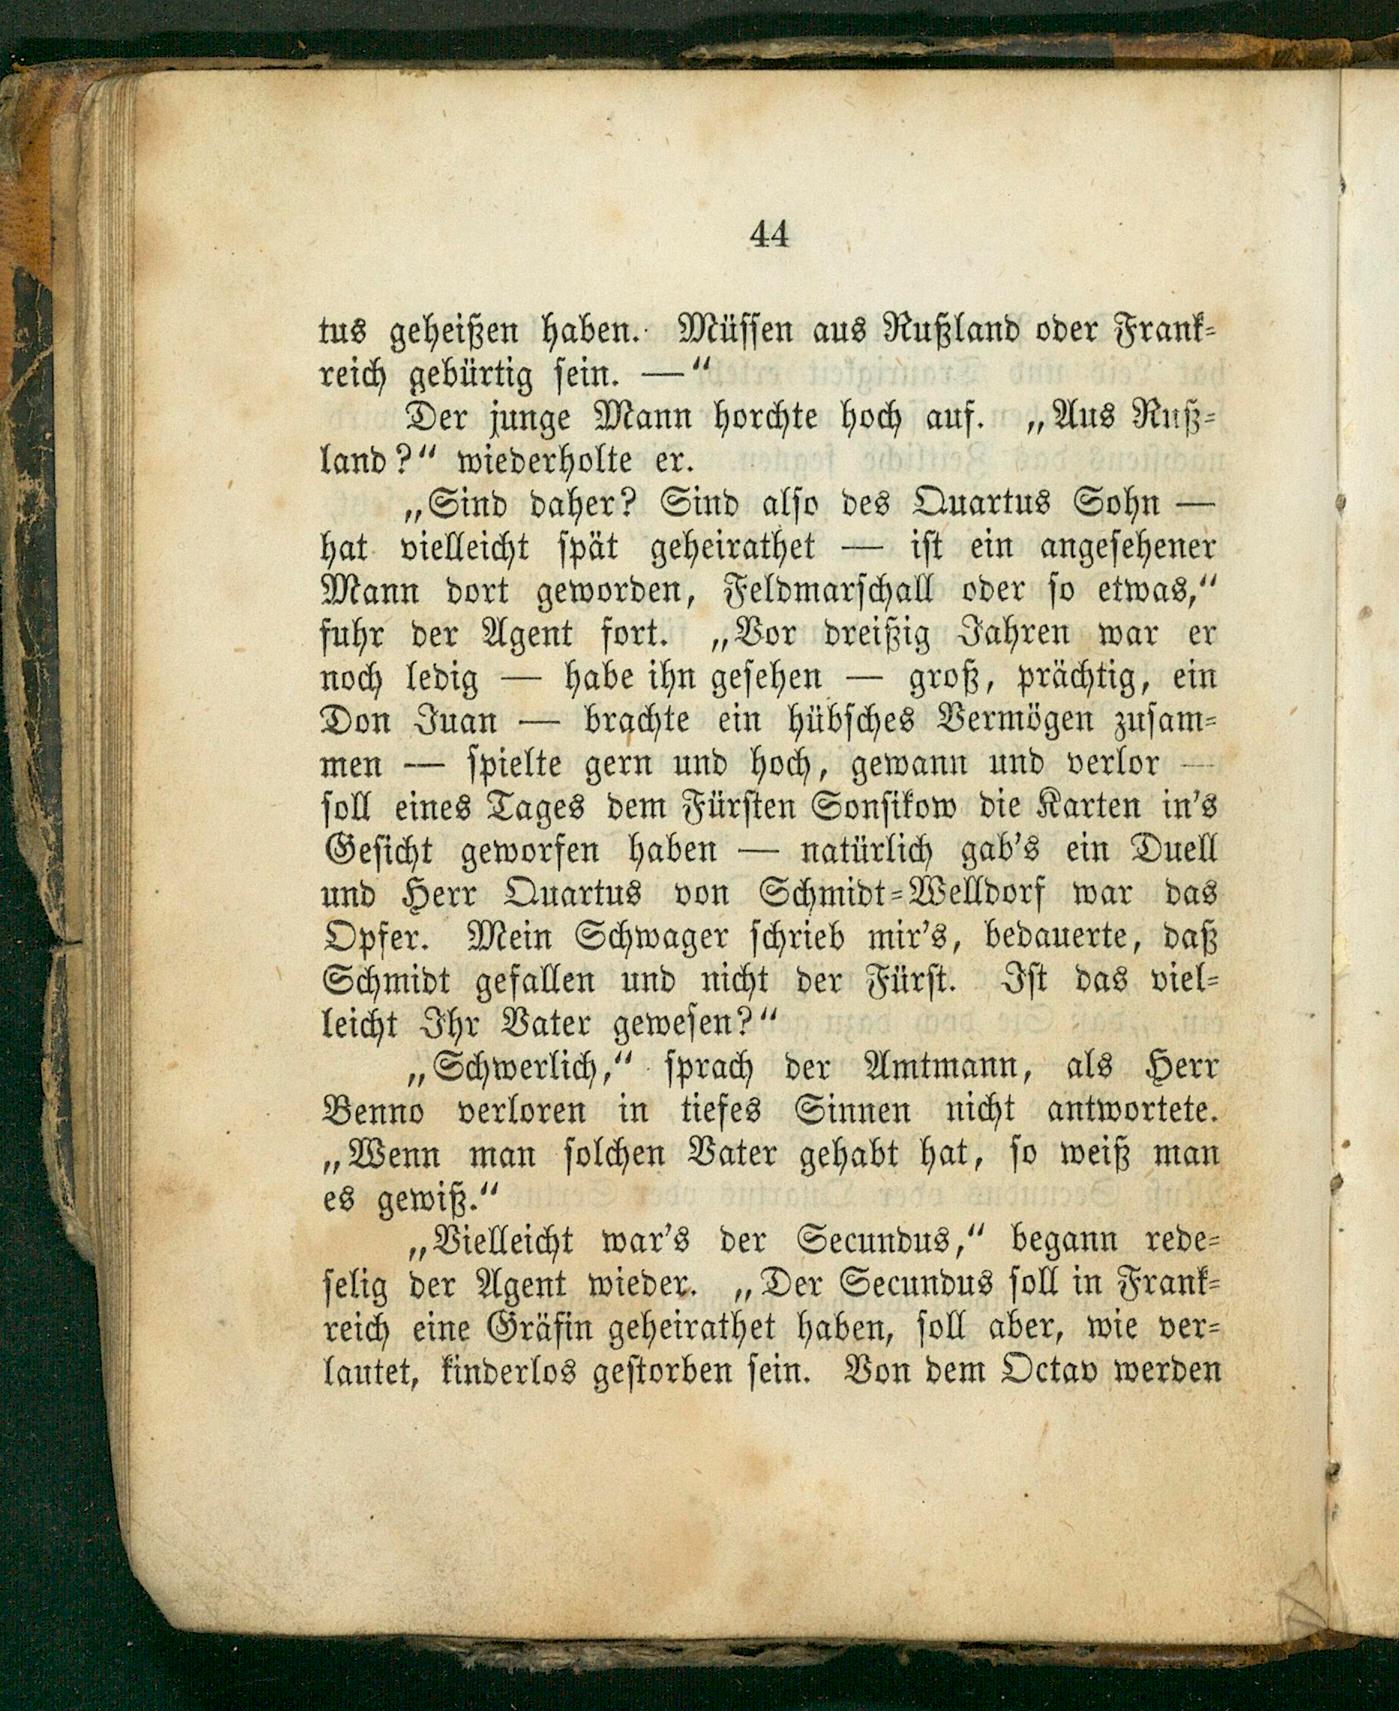 44
tus geheißen haben. Müssen aus Rußland oder Frank-
reich gebürtig sein. —“
Der junge Mann horchte hoch auf. „Aus Ruß-
land?“ wiederholte er.
„Sind daher? Sind also des Quartus Sohn —
hat vielleicht spät geheirathet — ist ein angesehener
Mann dort geworden, Feldmarschall oder so etwas,“
fuhr der Agent fort. „Vor dreißig Jahren war er
noch ledig — habe ihn gesehen — groß, prächtig, ein
Don Juan — brachte ein hübsches Vermögen zusam-
men — spielte gern und hoch, gewann und verlor —
soll eines Tages dem Fürsten Sonsikow die Karten in's
Gesicht geworfen haben — natürlich gab's ein Duell
und Herr Quartus von Schmidt-Welldorf war das
Opfer. Mein Schwager schrieb mir's, bedauerte, daß
Schmidt gefallen und nicht der Fürst. Ist das viel-
leicht Ihr Vater gewesen?“
„Schwerlich,“ sprach der Amtmann, als Herr
Benno verloren in tiefes Sinnen nicht antwortete.
„Wenn man solchen Vater gehabt hat, so weiß man
es gewiß.“
„Vielleicht war's der Secundus,“ begann rede-
selig der Agent wieder. „Der Secundus soll in Frank-
reich eine Gräfin geheirathet haben, soll aber, wie ver-
lautet, kinderlos gestorben sein. Von dem Octav werden